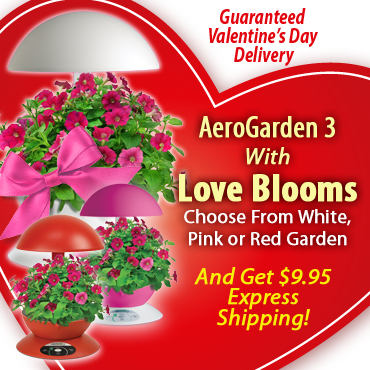 Guaranteed
Valentine's Day
Delivery
AeroGarden 3
With
Love Blooms
Choose From White,
Pink or Red Garden
And Get $9.95
Express
Shipping!